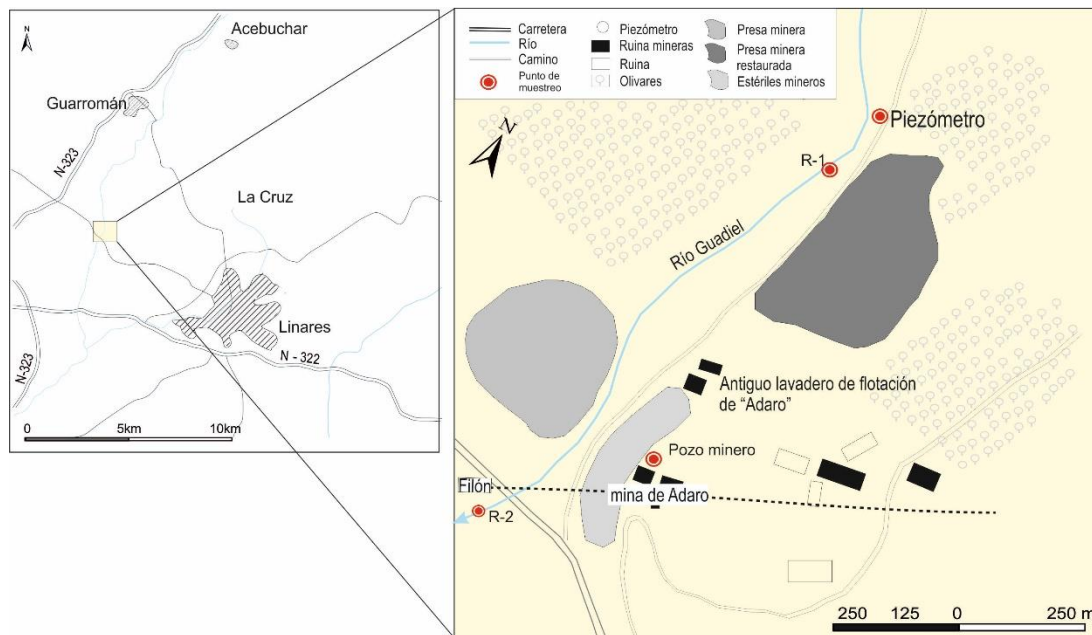 N
Acebuchar
Guarromán
N-323
La Cruz
Linares
N - 322
N-323
0 5km 10km
Carretera
Río
Camino
Punto de
muestreo
Piezómetro
Ruina mineras
Ruina
Olivares
Presa minera
Presa minera
restaurada
Estériles mineros
N
Piezómetro
R-1
Río Guadiel
Antiguo lavadero de flotación
de “Adaro”
Pozo minero
Filón
mina de Adaro
R-2
250 125 0 250 m